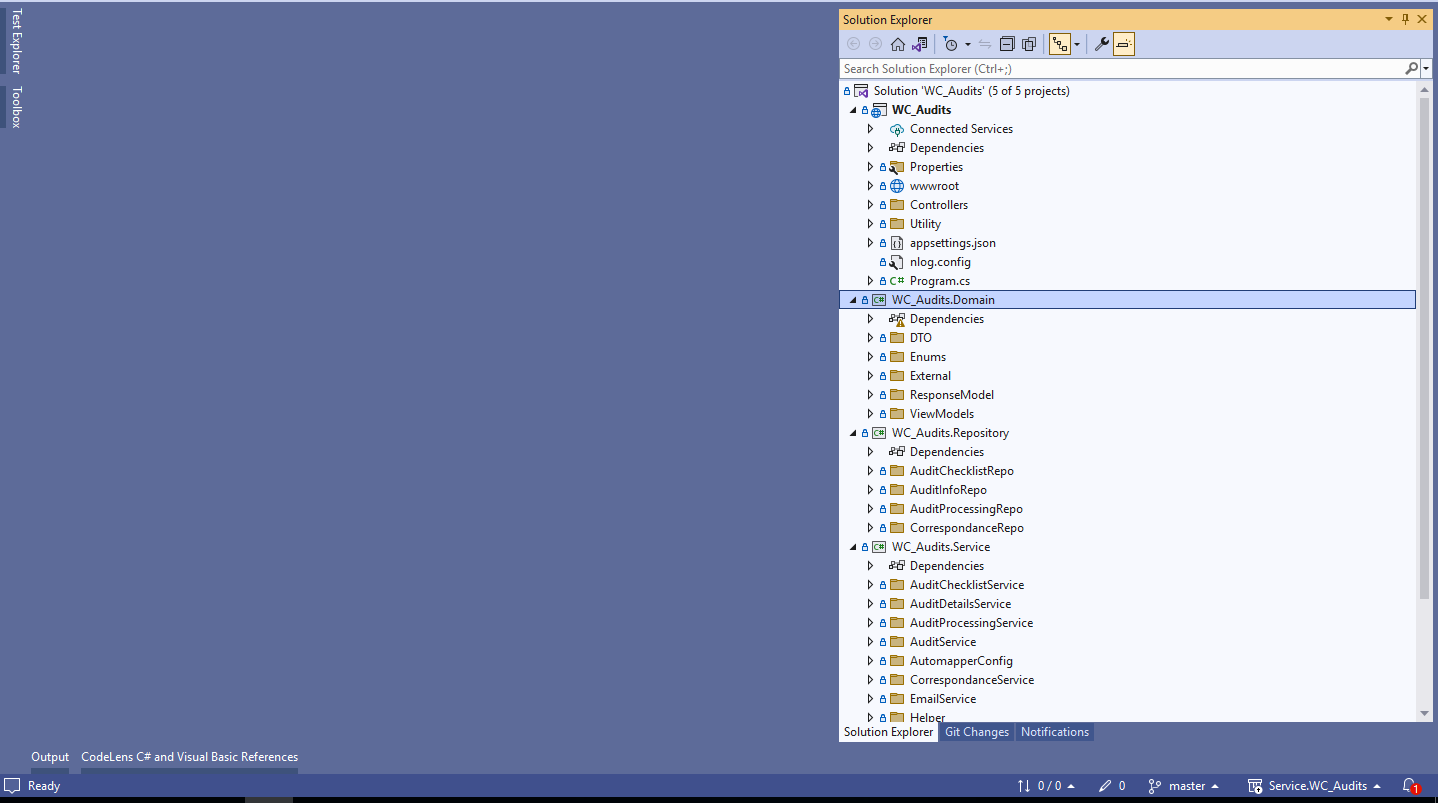 Test Explorer
Toolbox
Solution Explorer
Search Solution Explorer (Ctrl+;)
Solution 'WC_Audits' (5 of 5 projects)
WC_Audits
Connected Services
Dependencies
Properties
wwwroot
Controllers
Utility
appsettings.json
nlog.config
C# Program.cs
C# WC_Audits.Domain
Dependencies
DTO
Enums
External
ResponseModel
ViewModels
C# WC_Audits.Repository
Dependencies
AuditChecklistRepo
AuditInfoRepo
AuditProcessingRepo
CorrespondanceRepo
C# WC_Audits.Service
Dependencies
AuditChecklistService
AuditDetailsService
AuditProcessingService
AuditService
AutomapperConfig
CorrespondanceService
EmailService
Helper
Solution Explorer Git Changes Notifications
Output CodeLens C# and Visual Basic References
Ready 0 / 0 0 master Service.WC_Audits 1